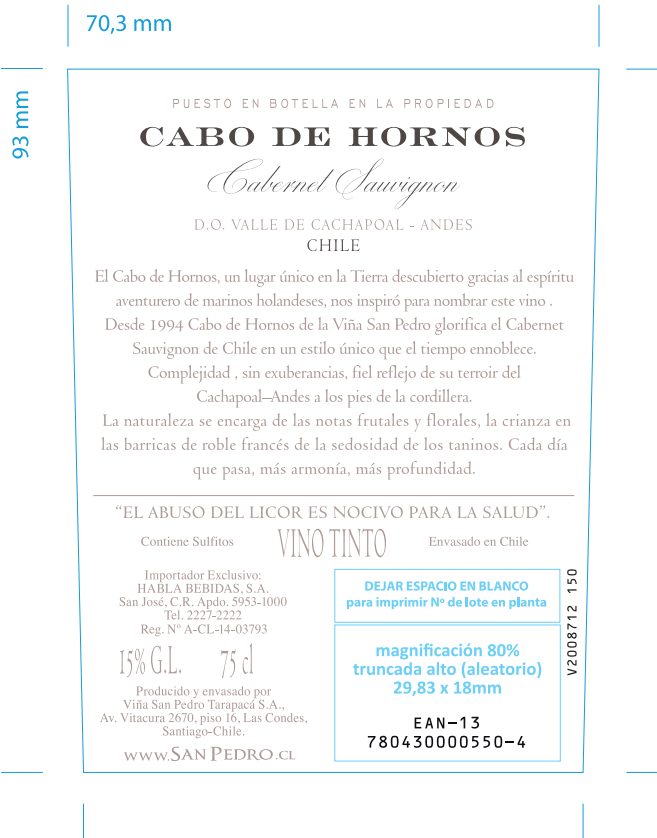 70,3 mm
93 mm
PUESTO EN BOTELLA EN LA PROPIEDAD
CABO DE HORNOS
Cabernet Sauvignon
D.O. VALLE DE CACHAPOAL - ANDES
CHILE
El Cabo de Hornos, un lugar único en la Tierra descubierto gracias al espíritu
aventurero de marinos holandeses, nos inspiró para nombrar este vino .
Desde 1994 Cabo de Hornos de la Viña San Pedro glorifica el Cabernet
Sauvignon de Chile en un estilo único que el tiempo ennoblece.
Complejidad , sin exuberancias, fiel reflejo de su terroir del
Cachapoal–Andes a los pies de la cordillera.
La naturaleza se encarga de las notas frutales y florales, la crianza en
las barricas de roble francés de la sedosidad de los taninos. Cada día
que pasa, más armonía, más profundidad.
“EL ABUSO DEL LICOR ES NOCIVO PARA LA SALUD”.
Contiene Sulfitos
VINO TINTO
Envasado en Chile
Importador Exclusivo:
HABLA BEBIDAS, S.A.
San José, C.R. Apdo. 5953-1000
Tel. 2227-2222
Reg. Nº A-CL-14-03793
15% G.L. 75 cl
Producido y envasado por
Viña San Pedro Tarapacá S.A.,
Av. Vitacura 2670, piso 16, Las Condes,
Santiago-Chile.
WWW.SAN PEDRO.CL
DEJAR ESPACIO EN BLANCO
para imprimir Nº de lote en planta
magnificación 80%
truncada alto (aleatorio)
29,83 x 18mm
EAN-13
780430000550-4
V2008712 150